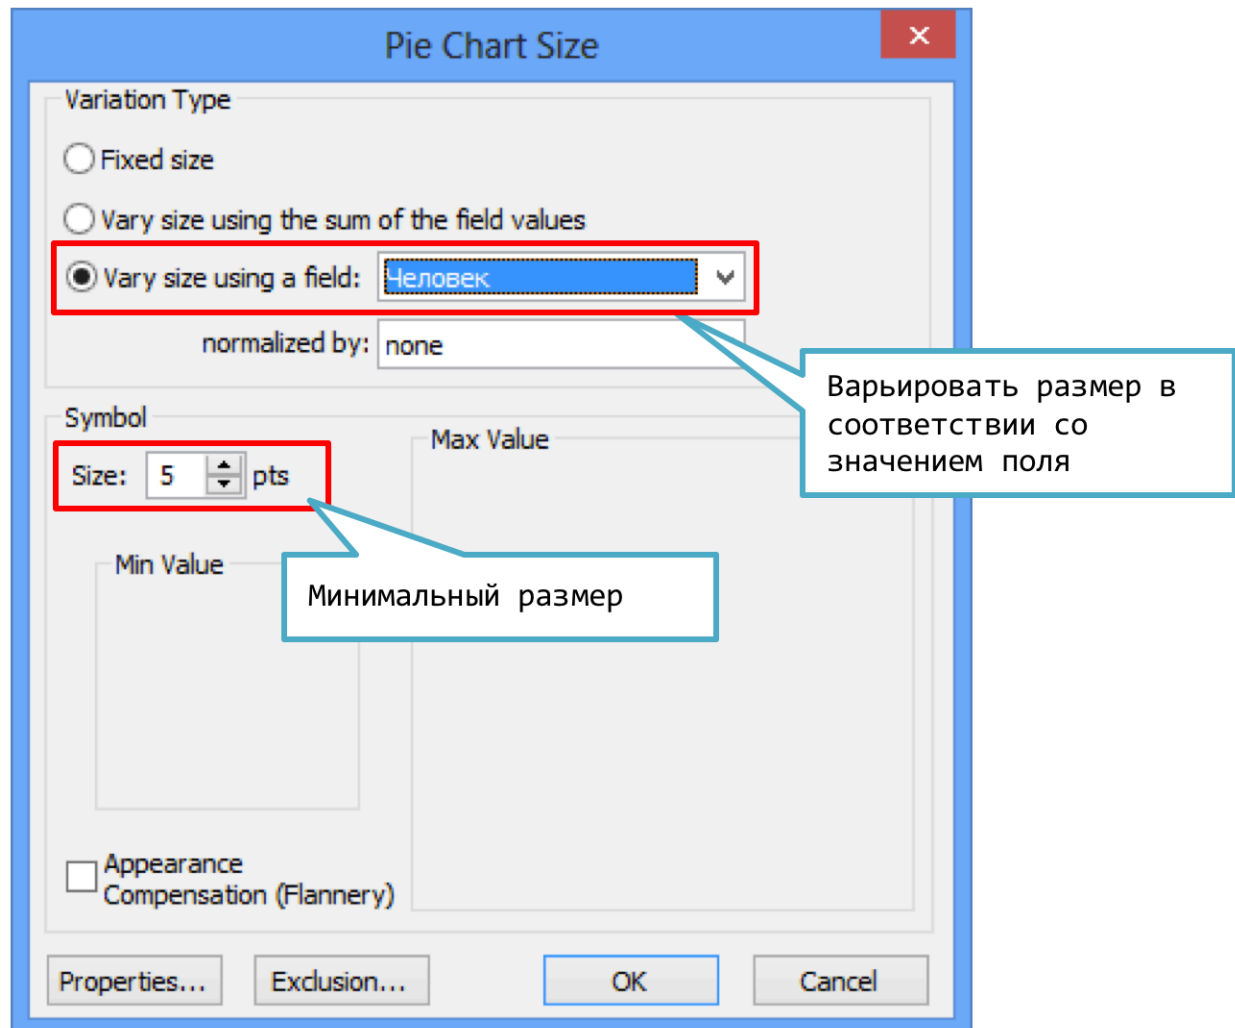 Pie Chart Size
Variation Type
Fixed size
Vary size using the sum of the field values
Vary size using a field: Человек
normalized by: none
Варьировать размер в
соответствии со
значением поля
Symbol
Max Value
Size: 5 pts
Min Value
Минимальный размер
Appearance
Compensation (Flannery)
Properties... Exclusion... OK Cancel